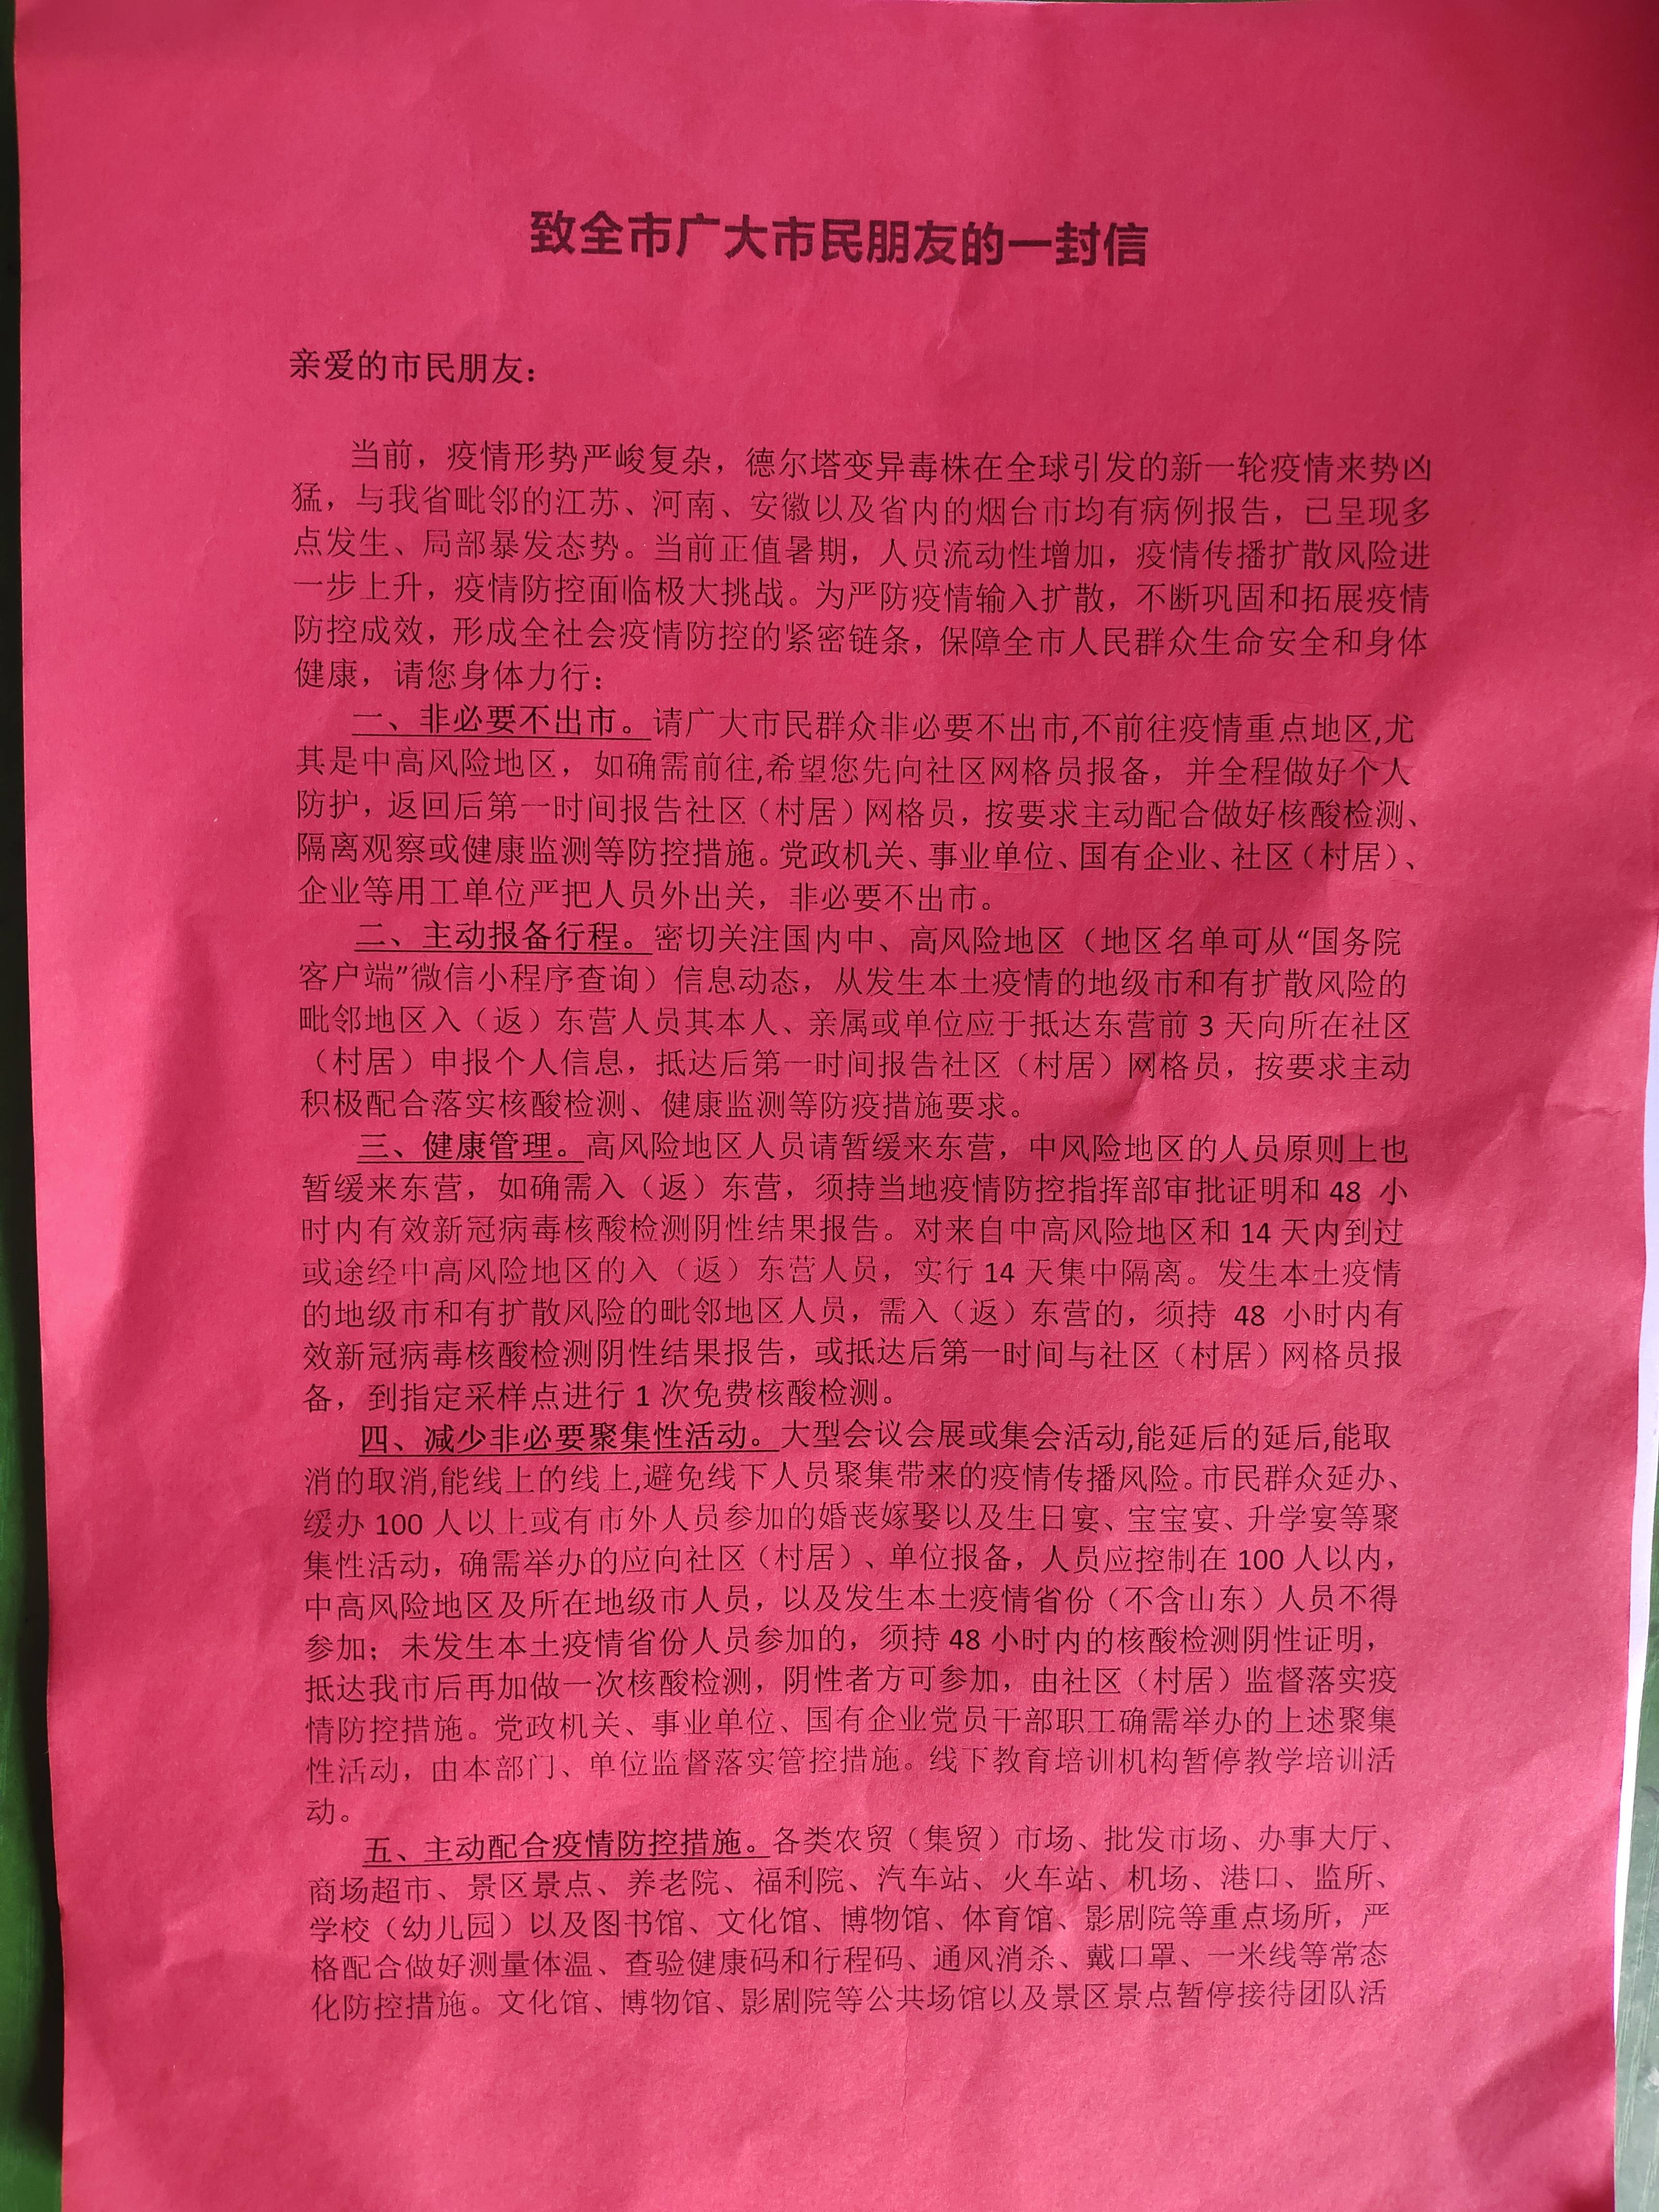 致全市广大市民朋友的一封信
亲爱的市民朋友：
当前，疫情形势严峻复杂，德尔塔变异毒株在全球引发的新一轮疫情来势凶
猛，与我省毗邻的江苏、河南、安徽以及省内的烟台市均有病例报告，已呈现多
点发生、局部暴发态势。当前正值暑期，人员流动性增加，疫情传播扩散风险进
一步上升，疫情防控面临极大挑战。为严防疫情输入扩散，不断巩固和拓展疫情
防控成效，形成全社会疫情防控的紧密链条，保障全市人民群众生命安全和身体
健康，请您身体力行：
一、非必要不出市。请广大市民群众非必要不出市,不前往疫情重点地区,尤
其是中高风险地区，如确需前往,希望您先向社区网格员报备，并全程做好个人
防护，返回后第一时间报告社区（村居）网格员，按要求主动配合做好核酸检测、
隔离观察或健康监测等防控措施。党政机关、事业单位、国有企业、社区（村居）、
企业等用工单位严把人员外出关，非必要不出市。
二、主动报备行程。密切关注国内中、高风险地区（地区名单可从“国务院
客户端”微信小程序查询）信息动态，从发生本土疫情的地级市和有扩散风险的
毗邻地区入（返）东营人员其本人、亲属或单位应于抵达东营前 3 天向所在社区
（村居）申报个人信息，抵达后第一时间报告社区（村居）网格员，按要求主动
积极配合落实核酸检测、健康监测等防疫措施要求。
三、健康管理。高风险地区人员请暂缓来东营，中风险地区的人员原则上也
暂缓来东营，如确需入（返）东营，须持当地疫情防控指挥部审批证明和 48 小
时内有效新冠病毒核酸检测阴性结果报告。对来自中高风险地区和 14 天内到过
或途经中高风险地区的入（返）东营人员，实行 14 天集中隔离。发生本土疫情
的地级市和有扩散风险的毗邻地区人员，需入（返）东营的，须持 48 小时内有
效新冠病毒核酸检测阴性结果报告，或抵达后第一时间与社区（村居）网格员报
备，到指定采样点进行 1 次免费核酸检测。
四、减少非必要聚集性活动。大型会议会展或集会活动,能延后的延后,能取
消的取消,能线上的线上,避免线下人员聚集带来的疫情传播风险。市民群众延办、
缓办 100 人以上或有市外人员参加的婚丧嫁娶以及生日宴、宝宝宴、升学宴等聚
集性活动，确需举办的应向社区（村居）、单位报备，人员应控制在 100 人以内，
中高风险地区及所在地级市人员，以及发生本土疫情省份（不含山东）人员不得
参加；未发生本土疫情省份人员参加的，须持 48 小时内的核酸检测阴性证明，
抵达我市后再加做一次核酸检测，阴性者方可参加，由社区（村居）监督落实疫
情防控措施。党政机关、事业单位、国有企业党员干部职工确需举办的上述聚集
性活动，由本部门、单位监督落实管控措施。线下教育培训机构暂停教学培训活
动。
五、主动配合疫情防控措施。各类农贸（集贸）市场、批发市场、办事大厅、
商场超市、景区景点、养老院、福利院、汽车站、火车站、机场、港口、监所、
学校（幼儿园）以及图书馆、文化馆、博物馆、体育馆、影剧院等重点场所，严
格配合做好测量体温、查验健康码和行程码、通风消杀、戴口罩、一米线等常态
化防控措施。文化馆、博物馆、影剧院等公共场馆以及景区景点暂停接待团队活